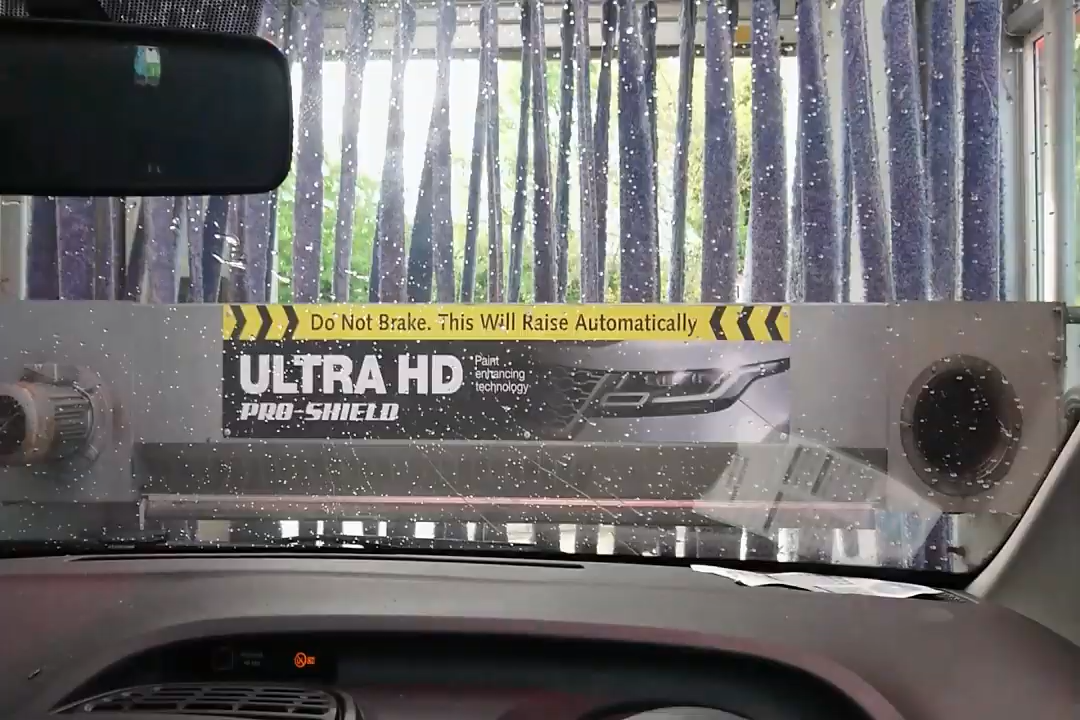 Do Not Brake. This Will Raise Automatically
ULTRA HD
Paint
enhancing
technology
PRO-SHIELD